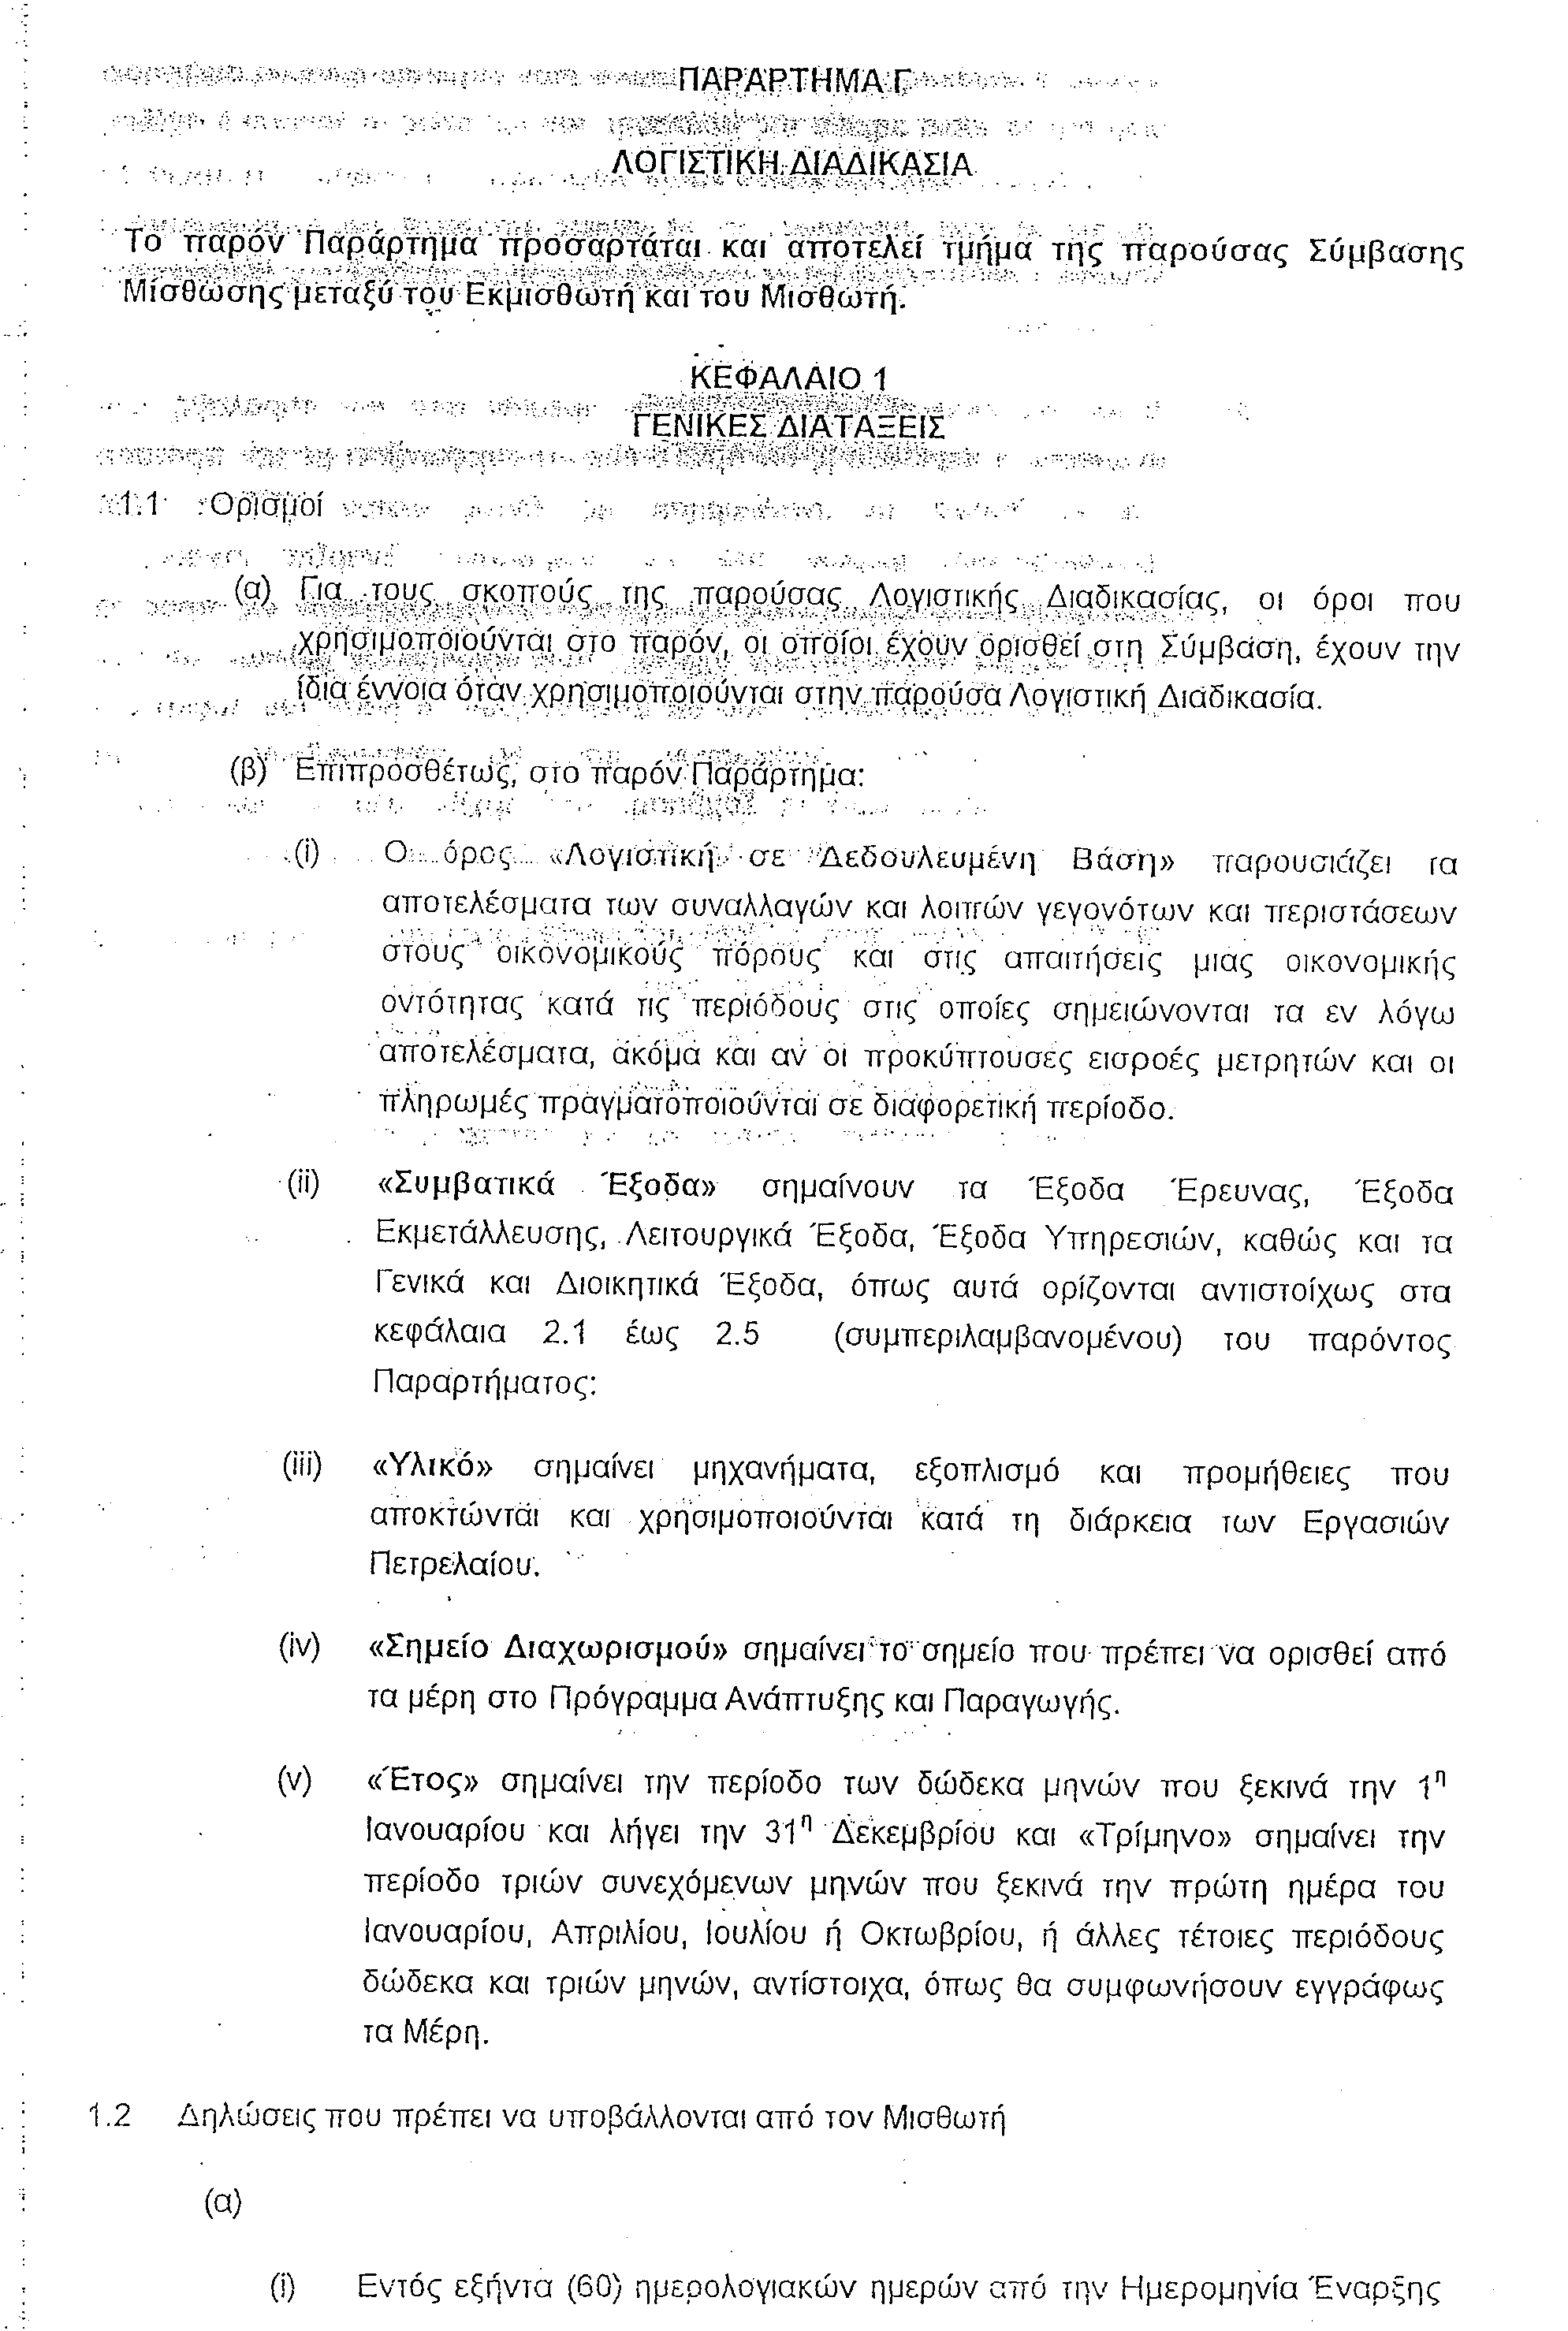 ΠΑΡΑΡΤΗΜΑ Γ
ΛΟΓΙΣΤΙΚΗ ΔΙΑΔΙΚΑΣΙΑ
Το παρόν Παράρτημα προσαρτάται και αποτελεί τμήμα της παρούσας Σύμβασης
Μίσθωσης μεταξύ του Εκμισθωτή και του Μισθωτή.
ΚΕΦΑΛΑΙΟ 1
ΓΕΝΙΚΕΣ ΔΙΑΤΑΞΕΙΣ
1.1 Ορισμοί
(α) Για τους σκοπούς της παρούσας Λογιστικής Διαδικασίας, οι όροι που
χρησιμοποιούνται στο παρόν, οι οποίοι έχουν ορισθεί στη Σύμβαση, έχουν την
ίδια έννοια όταν χρησιμοποιούνται στην παρούσα Λογιστική Διαδικασία.
(β) Επιπροσθέτως, στο παρόν Παράρτημα:
(i) Ο όρος «Λογιστική σε Δεδουλευμένη Βάση» παρουσιάζει τα
αποτελέσματα των συναλλαγών και λοιπών γεγονότων και περιστάσεων
στους οικονομικούς πόρους και στις απαιτήσεις μιας οικονομικής
οντότητας κατά τις περιόδους στις οποίες σημειώνονται τα εν λόγω
αποτελέσματα, ακόμα και αν οι προκύπτουσες εισροές μετρητών και οι
πληρωμές πραγματοποιούνται σε διαφορετική περίοδο.
(ii) «Συμβατικά Έξοδα» σημαίνουν τα Έξοδα Έρευνας, Έξοδα
Εκμετάλλευσης, Λειτουργικά Έξοδα, Έξοδα Υπηρεσιών, καθώς και τα
Γενικά και Διοικητικά Έξοδα, όπως αυτά ορίζονται αντιστοίχως στα
κεφάλαια 2.1 έως 2.5 (συμπεριλαμβανομένου) του παρόντος
Παραρτήματος:
(iii) «Υλικό» σημαίνει μηχανήματα, εξοπλισμό και προμήθειες που
αποκτώνται και χρησιμοποιούνται κατά τη διάρκεια των Εργασιών
Πετρελαίου.
(iv) «Σημείο Διαχωρισμού» σημαίνει το σημείο που πρέπει να ορισθεί από
τα μέρη στο Πρόγραμμα Ανάπτυξης και Παραγωγής.
(v) «Έτος» σημαίνει την περίοδο των δώδεκα μηνών που ξεκινά την 1η
Ιανουαρίου και λήγει την 31η Δεκεμβρίου και «Τρίμηνο» σημαίνει την
περίοδο τριών συνεχόμενων μηνών που ξεκινά την πρώτη ημέρα του
Ιανουαρίου, Απριλίου, Ιουλίου ή Οκτωβρίου, ή άλλες τέτοιες περιόδους
δώδεκα και τριών μηνών, αντίστοιχα, όπως θα συμφωνήσουν εγγράφως
τα Μέρη.
1.2 Δηλώσεις που πρέπει να υποβάλλονται από τον Μισθωτή
(α)
(i) Εντός εξήντα (60) ημερολογιακών ημερών από την Ημερομηνία Έναρξης